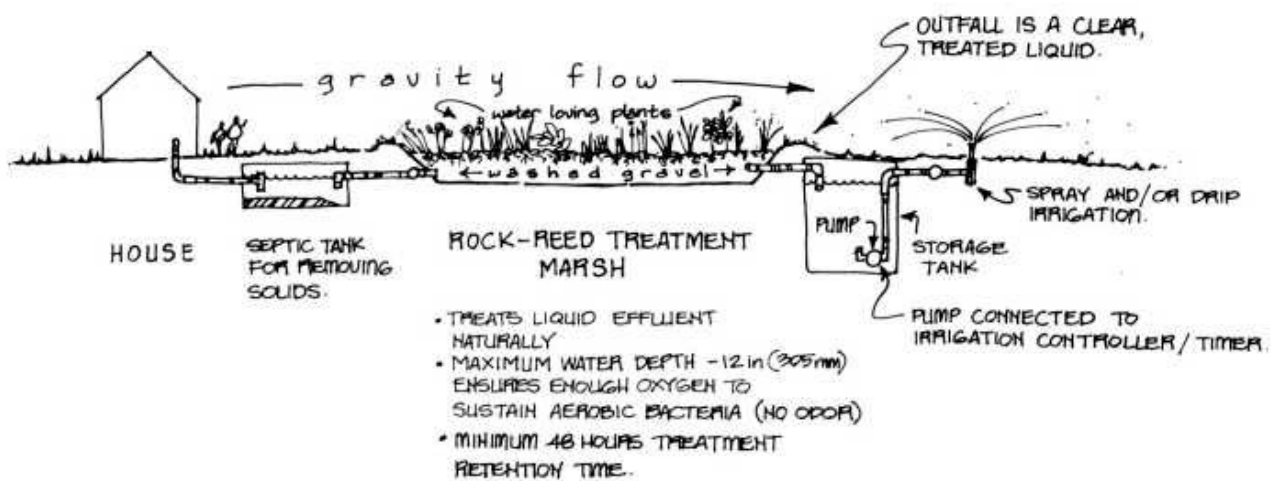 OUTFALL IS A CLEAR,
TREATED LIQUID.
gravity flow
water loving plants
washed gravel
SPRAY AND/OR DRIP
IRRIGATION.
HOUSE
SEPTIC TANK
FOR REMOVING
SOLIDS.
ROCK-REED TREATMENT
MARSH
PUMP
STORAGE
TANK
PUMP CONNECTED TO
IRRIGATION CONTROLLER/TIMER.
• TREATS LIQUID EFFLUENT
NATURALLY
• MAXIMUM WATER DEPTH -12 in (305mm)
ENSURES ENOUGH OXYGEN TO
SUSTAIN AEROBIC BACTERIA (NO ODOR)
• MINIMUM 48 HOURS TREATMENT
RETENTION TIME.